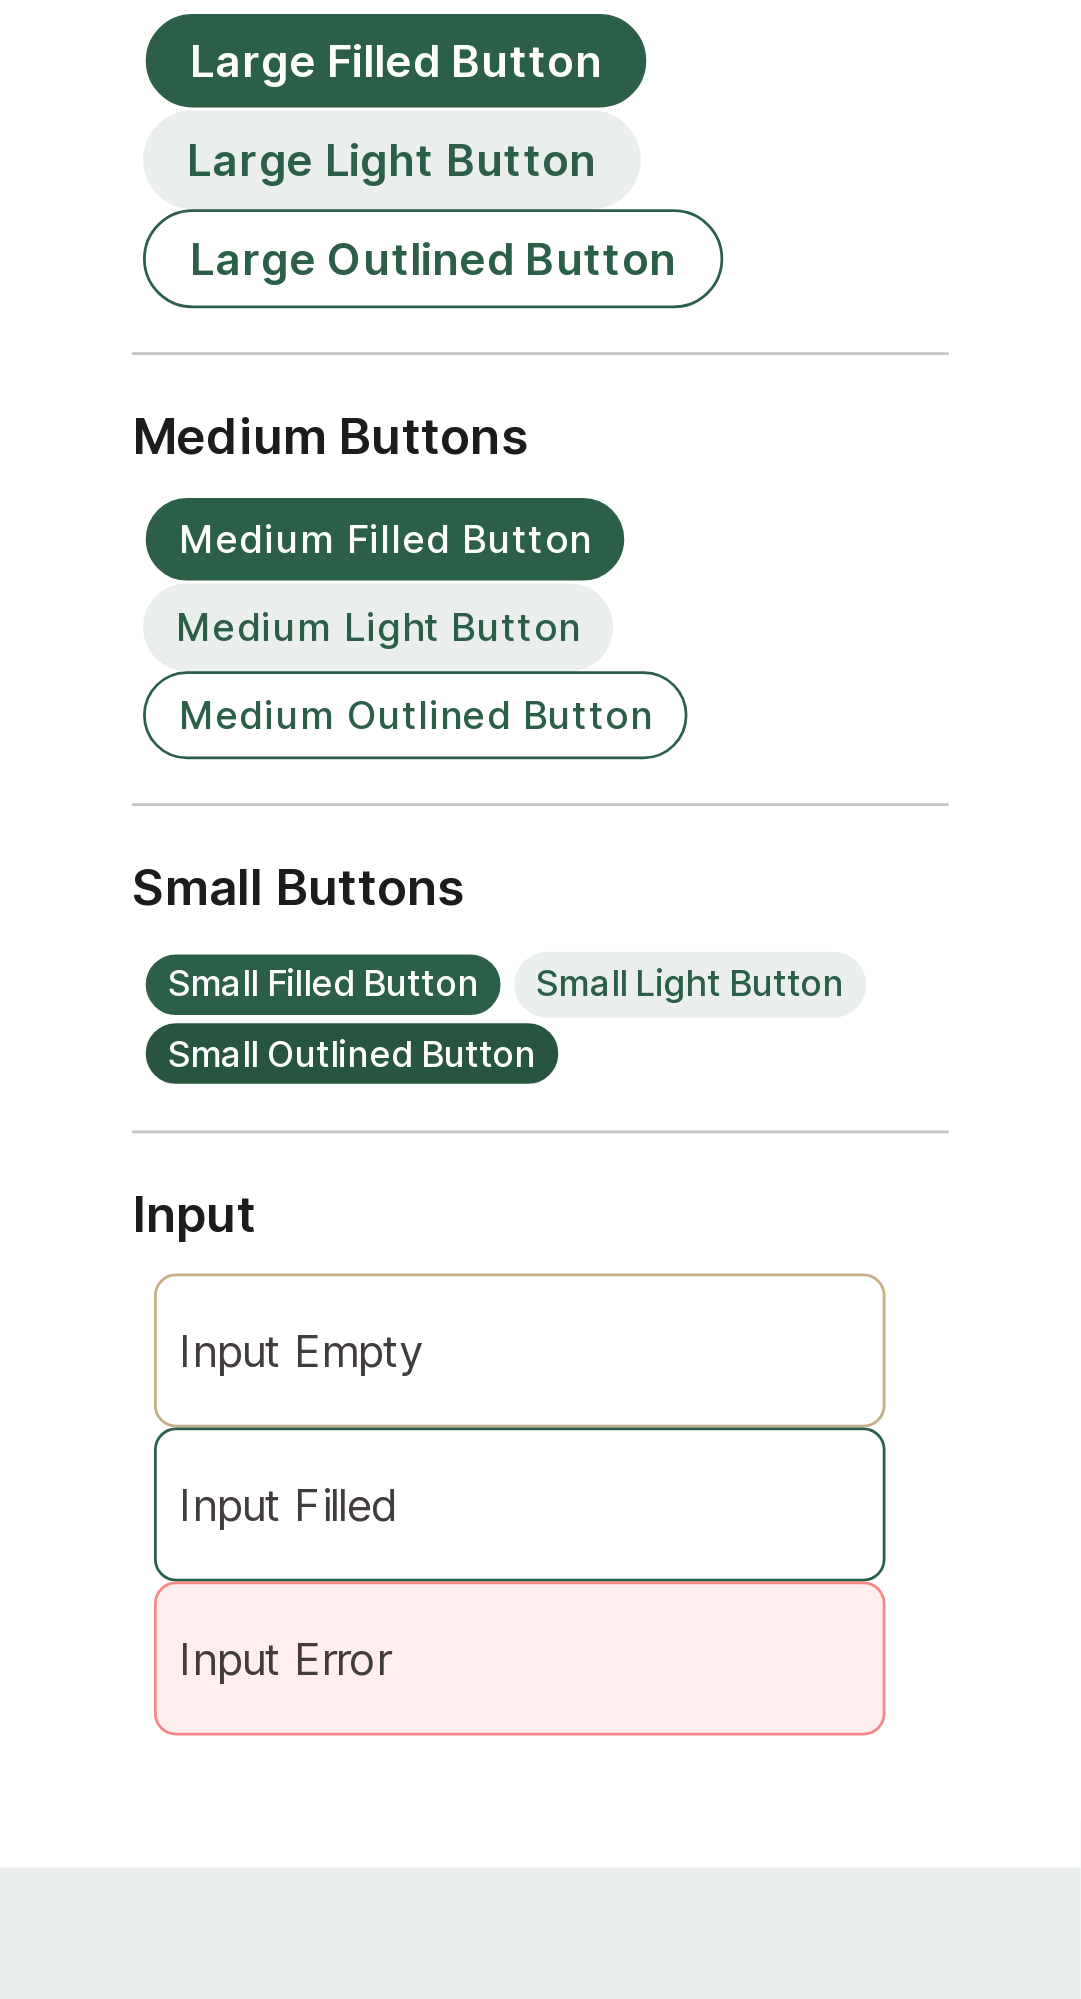 Large Filled Button
Large Light Button
Large Outlined Button
Medium Buttons
Medium Filled Button
Medium Light Button
Medium Outlined Button
Small Buttons
Small Filled Button Small Light Button
Small Outlined Button
Input
Input Empty
Input Filled
Input Error